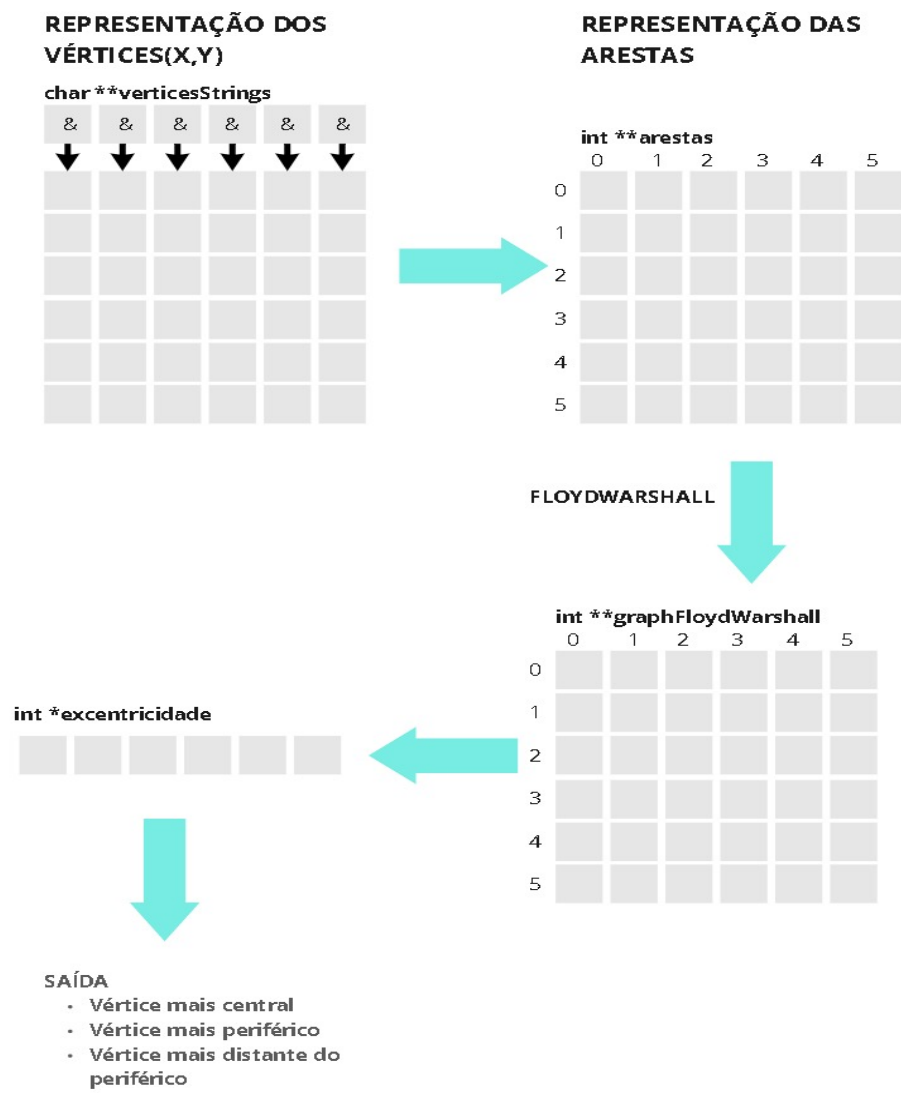 REPRESENTAÇÃO DOS
VÉRTICES(X,Y)
char **verticesStrings
& & & & & &
REPRESENTAÇÃO DAS
ARESTAS
int **arestas
0 1 2 3 4 5
0
1
2
3
4
5
FLOYDWARSHALL
int **graphFloydWarshall
0 1 2 3 4 5
0
1
2
3
4
5
int *excentricidade
SAÍDA
• Vértice mais central
• Vértice mais periférico
• Vértice mais distante do
periférico